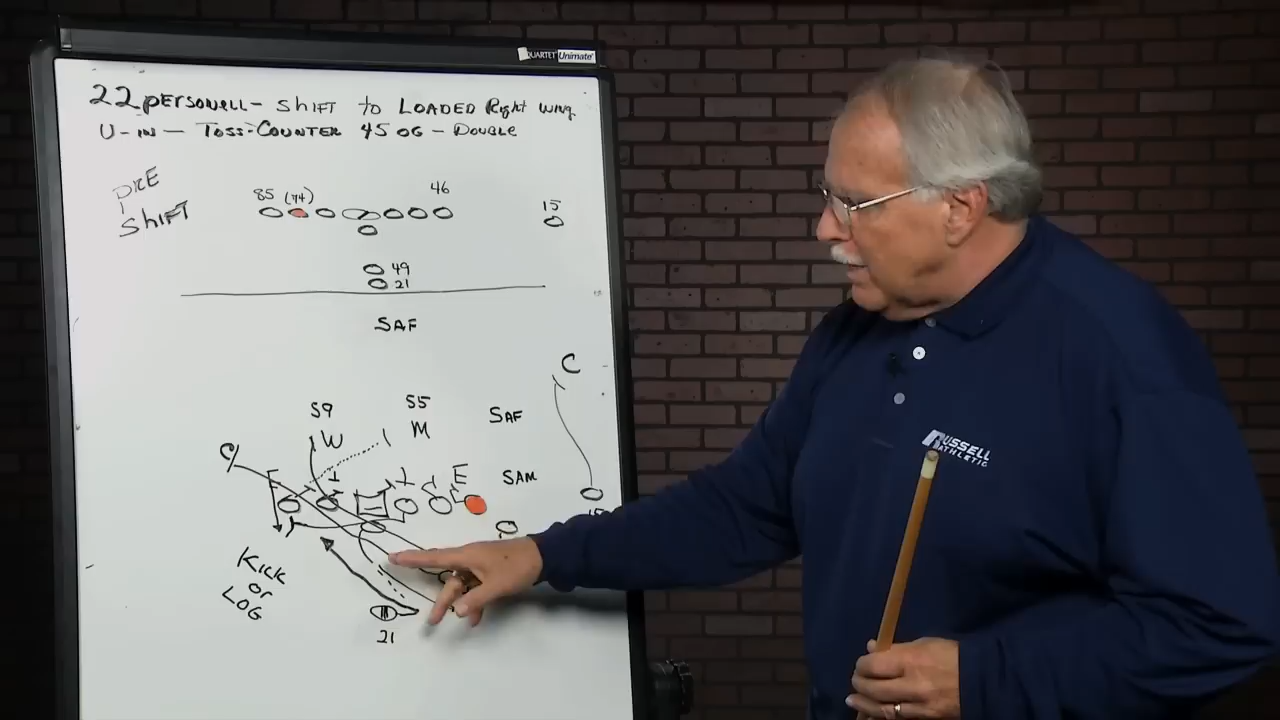 QUARTET Unimate
22 PERSONELL - SHIFT TO LOADED Right WING
U-IN - TOSS-COUNTER 45 OG - DOUBLE
PRE
SHIFT
85 (74) 46
15
49
21
SAF
C
59 55
W M SAF
C
E E SAM
KICK
OR
LOG
21
RUSSELL
ATHLETIC